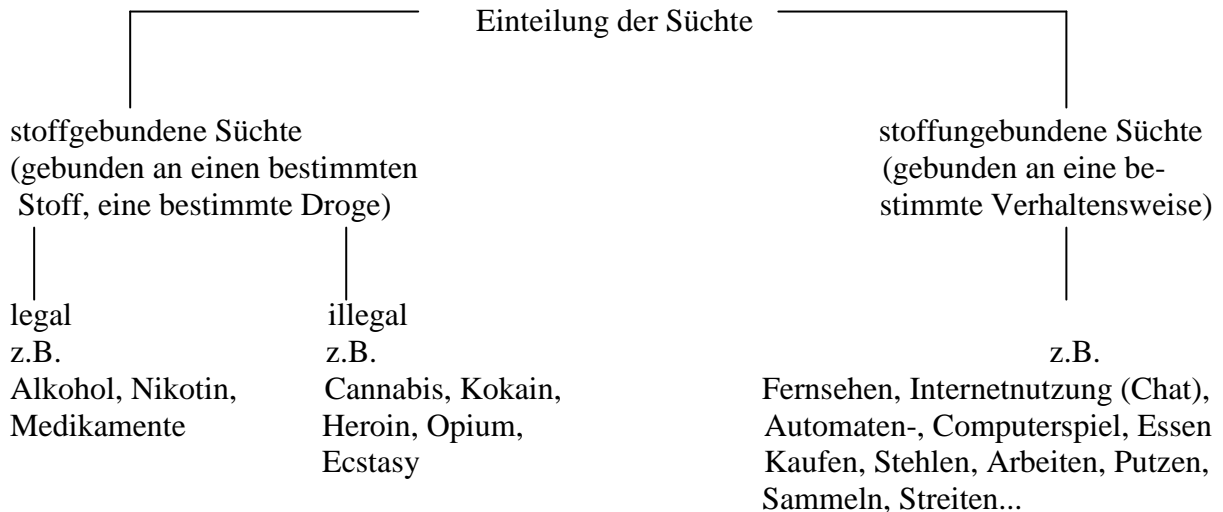 Einteilung der Süchte
stoffgebundene Süchte
(gebunden an einen bestimmten
Stoff, eine bestimmte Droge)
stoffungebundene Süchte
(gebunden an eine be-
stimmte Verhaltensweise)
legal
z.B.
Alkohol, Nikotin,
Medikamente
illegal
z.B.
Cannabis, Kokain,
Heroin, Opium,
Ecstasy
z.B.
Fernsehen, Internetnutzung (Chat),
Automaten-, Computerspiel, Essen
Kaufen, Stehlen, Arbeiten, Putzen,
Sammeln, Streiten...